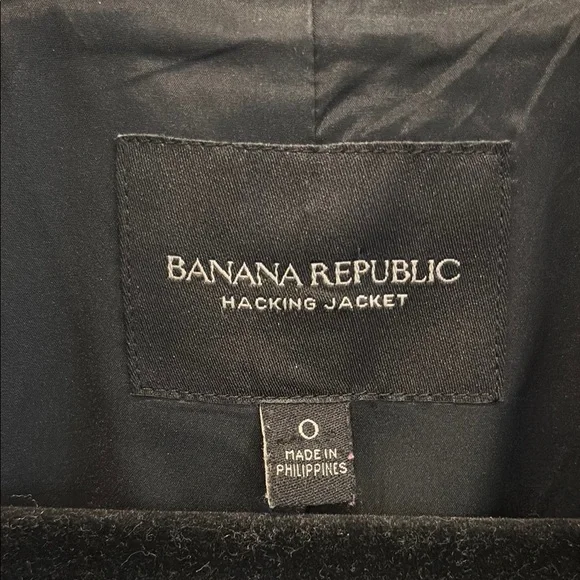 BANANA REPUBLIC
HACKING JACKET
0
MADE IN
PHILIPPINES